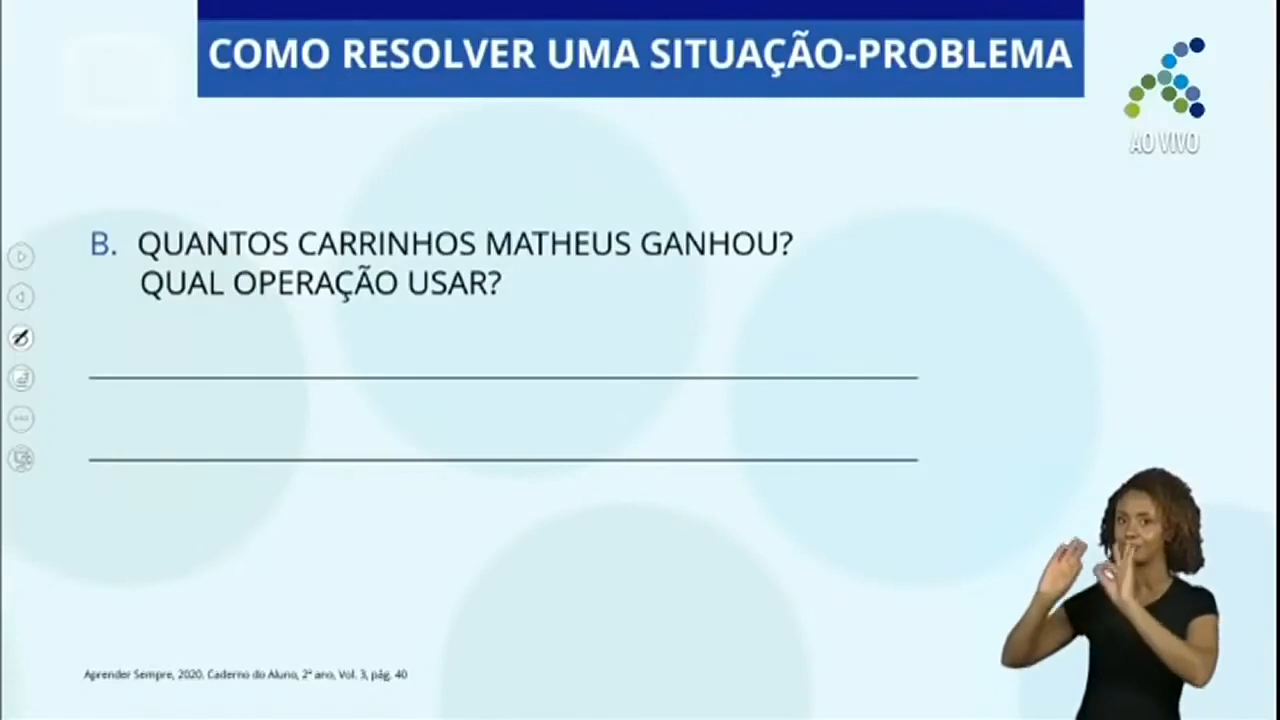 COMO RESOLVER UMA SITUAÇÃO-PROBLEMA
AO VIVO
B. QUANTOS CARRINHOS MATHEUS GANHOU?
QUAL OPERAÇÃO USAR?
Aprender Sempre, 2020. Caderno do Aluno, 2º ano, Vol. 3, pág. 40